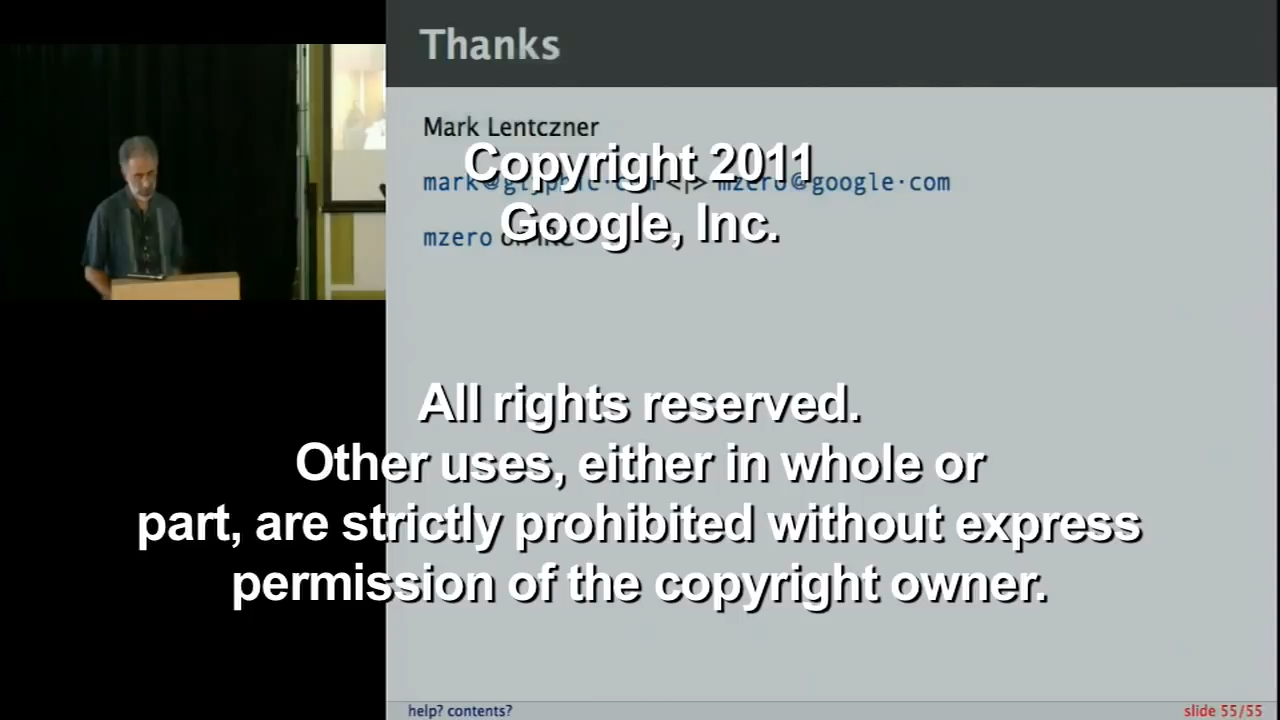 Thanks
Mark Lentczner
Copyright 2011
<|> mzero@google·com
Google, Inc.
mzero
All rights reserved.
Other uses, either in whole or
part, are strictly prohibited without express
permission of the copyright owner.
help? contents?
slide 55/55